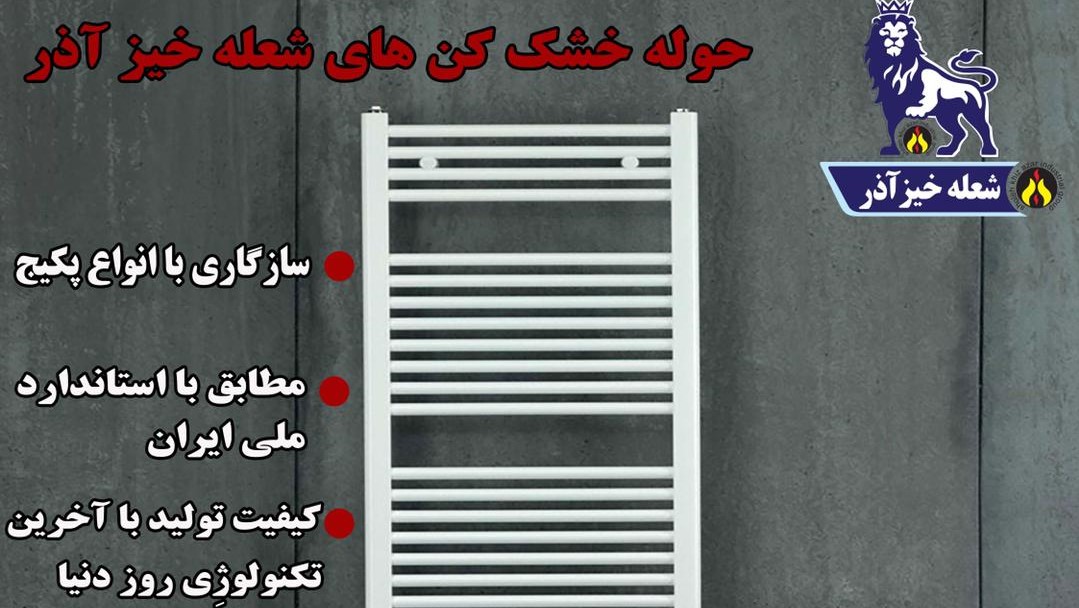 حوله خشک کن های شعله خیز آذر
شعله خیز آذر
سازگاری با انواع پکیج
مطابق با استاندارد
ملی ایران
کیفیت تولید با آخرین
تکنولوژِی روز دنیا